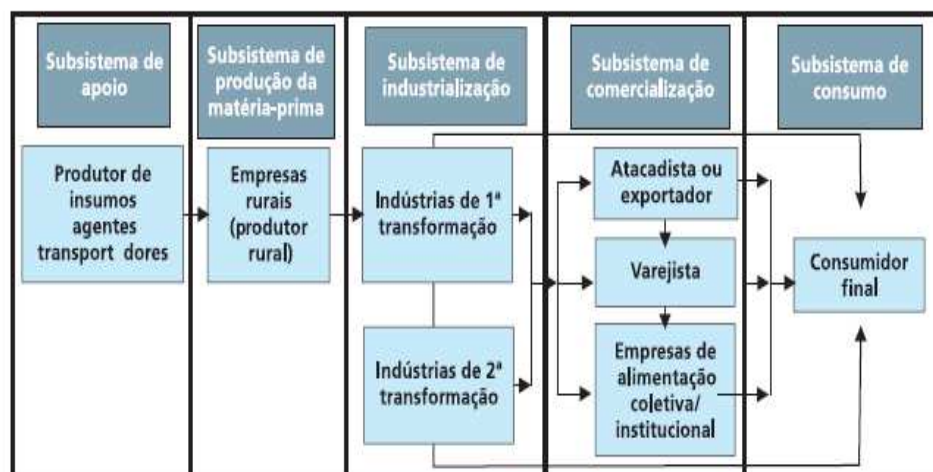 Subsistema de
apoio
Subsistema de
produção da
matéria-prima
Subsistema de
industrialização
Subsistema de
comercialização
Subsistema de
consumo
Produtor de
insumos
agentes
transport dores
Empresas
rurais
(produtor
rural)
Indústrias de 1ª
transformação
Indústrias de 2ª
transformação
Atacadista ou
exportador
Varejista
Empresas de
alimentação
coletiva/
institucional
Consumidor
final